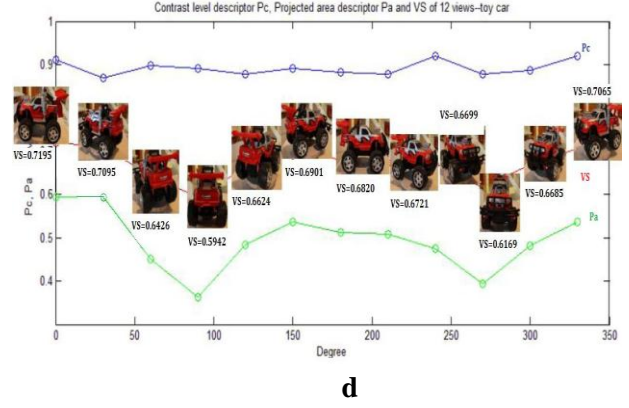 Contrast level descriptor Pc, Projected area descriptor Pa and VS of 12 views--toy car
1
0.9
0.8
0.6
0.5
0.4
Pc, Pa
Pc
VS=0.7065
VS=0.6699
VS=0.7195
VS=0.7095
VS=0.6901
VS=0.6820
VS=0.6721
VS=0.6624
VS=0.6685
VS
VS=0.6426
VS=0.5942
VS=0.6169
Pa
0
50
100
150
200
250
300
350
Degree
d